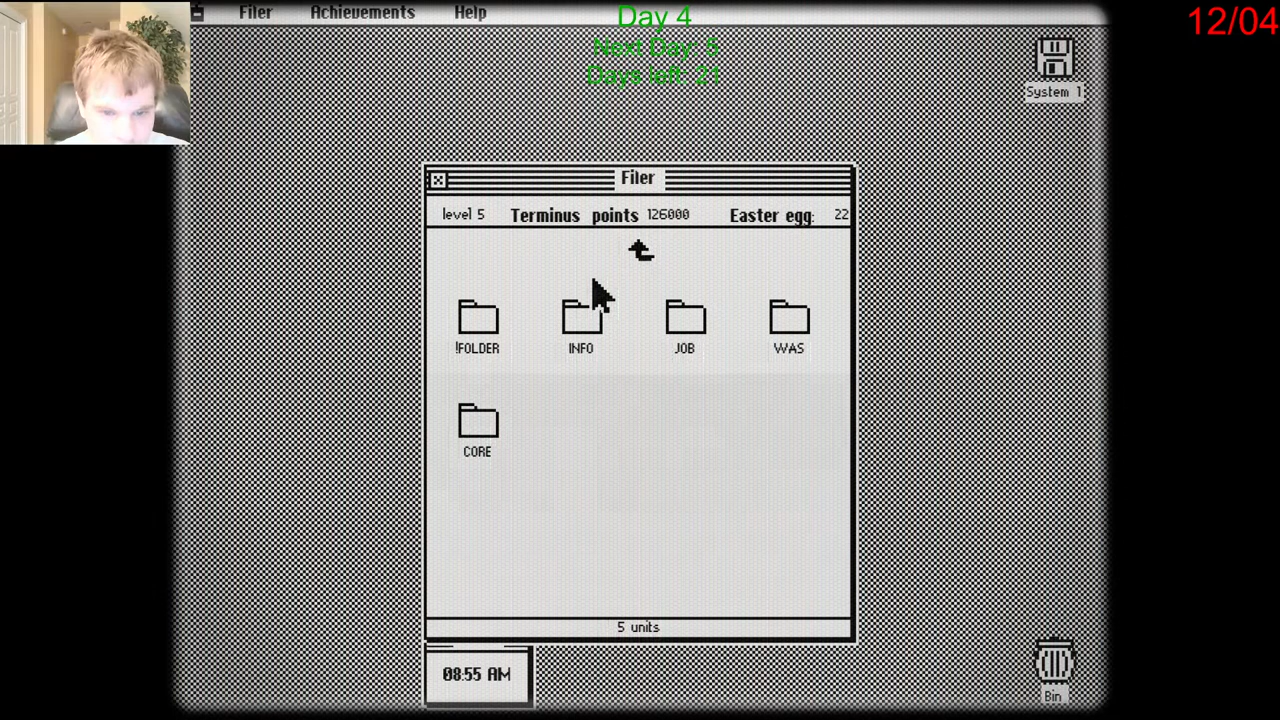 Filer Achievements Help
Day 4
Next Day: 5
Days left: 21
12/04
System 1
Filer
level 5 Terminus points 126000 Easter egg: 22
!FOLDER INFO JOB WAS
CORE
5 units
08:55 AM
Bin